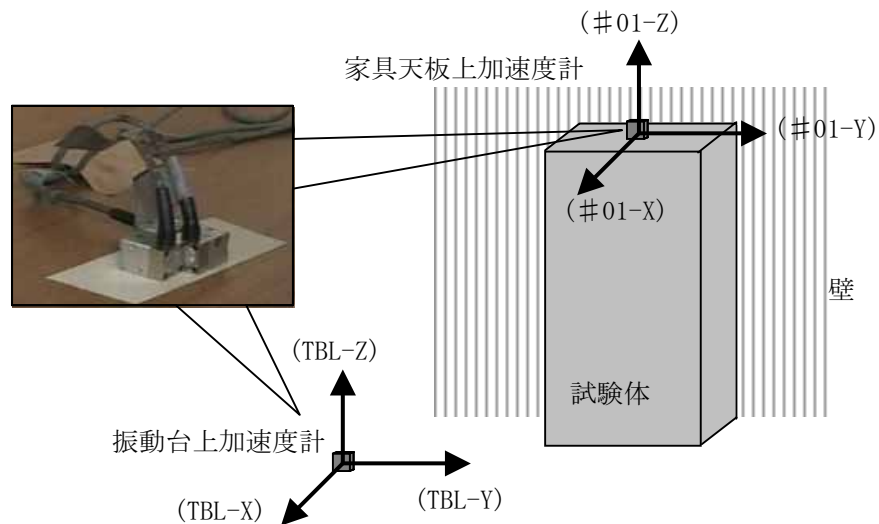 (＃01-Z)
家具天板上加速度計
(＃01-Y)
(＃01-X)
壁
(TBL-Z)
試験体
振動台上加速度計
(TBL-X)
(TBL-Y)